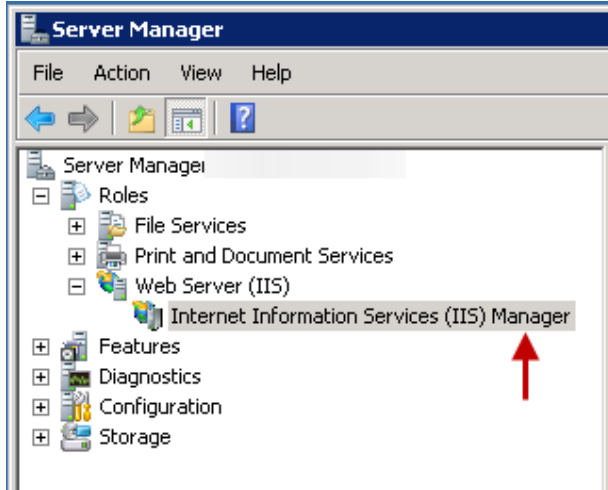 Server Manager
File Action View Help
Server Manager
Roles
File Services
Print and Document Services
Web Server (IIS)
Internet Information Services (IIS) Manager
Features
Diagnostics
Configuration
Storage